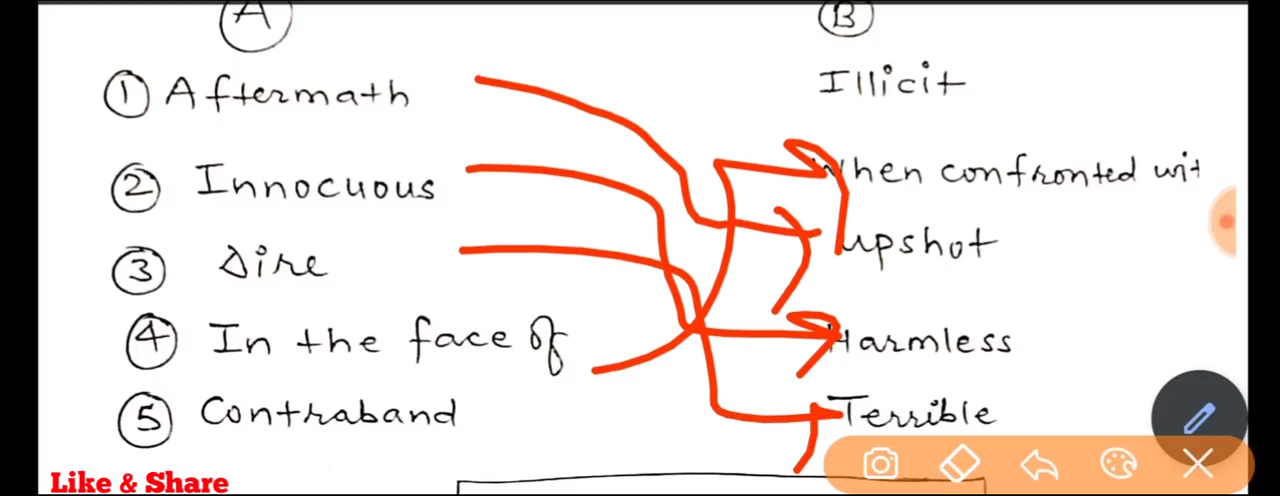 A B
① Aftermath Illicit
② Innocuous When confronted wit
③ Dire Upshot
④ In the face of Harmless
⑤ Contraband Terrible
Like & Share